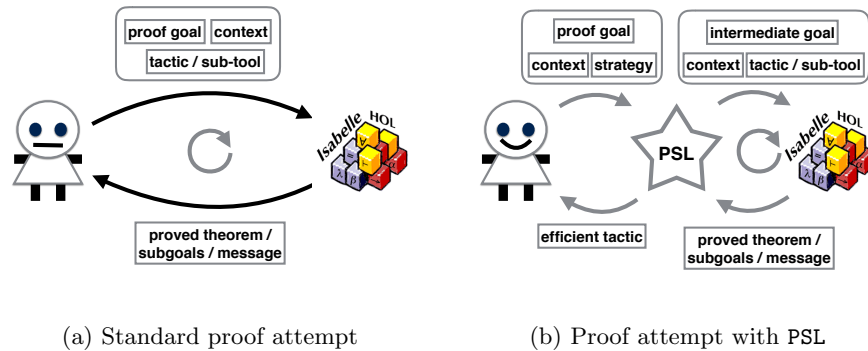 proof goal context
tactic / sub-tool
Isabelle HOL
λ β = α
proved theorem /
subgoals / message
(a) Standard proof attempt
proof goal
context strategy
intermediate goal
context tactic / sub-tool
PSL
Isabelle HOL
λ β = α
efficient tactic
proved theorem /
subgoals / message
(b) Proof attempt with PSL